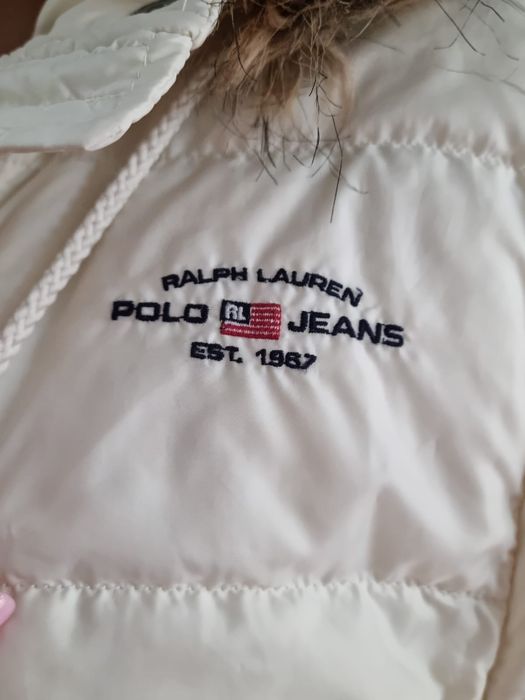 RALPH LAUREN
POLO RL JEANS
EST. 1967